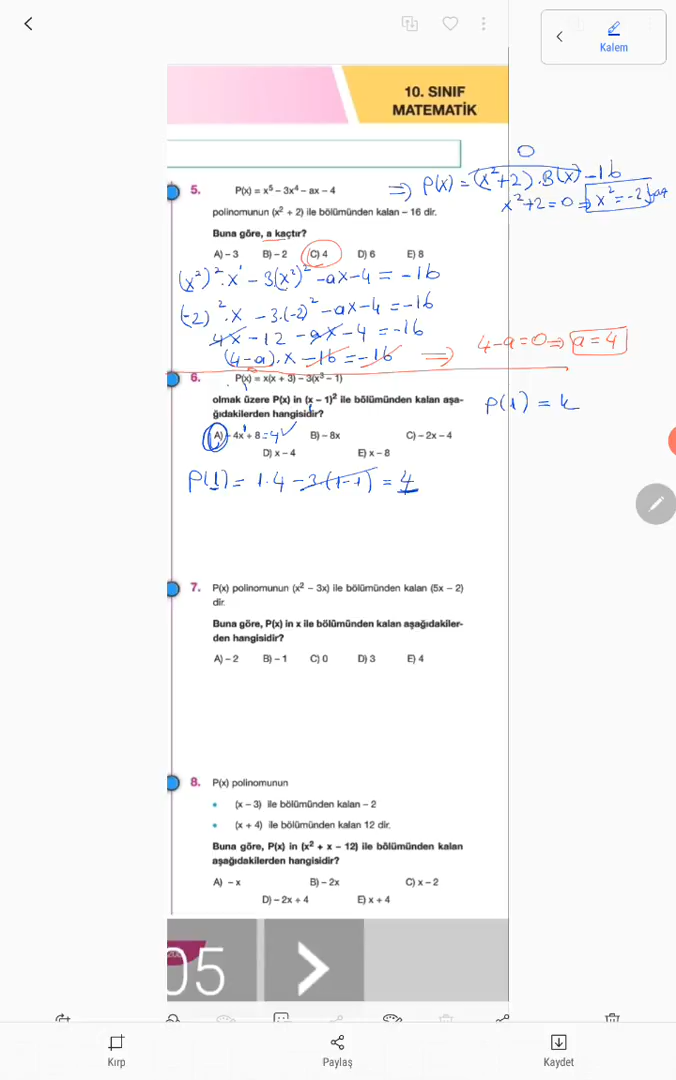 Kalem
10. SINIF
MATEMATİK
5. P(x) = x⁵ – 3x⁴ – ax – 4
polinomunun (x² + 2) ile bölümünden kalan – 16 dır.
Buna göre, a kaçtır?
A) – 3 B) – 2 C) 4 D) 6 E) 8
0
⇒ P(x) = (x²+2).B(x) -16
x²+2=0 ⇒ x² = -2
(x²)².x¹ - 3(x²)² - ax - 4 = -16
(-2)².x - 3.(-2)² - ax - 4 = -16
4x - 12 - ax - 4 = -16
(4-a).x - 16 = -16 ⇒ 4-a=0 ⇒ a=4
6. P(x) = x(x + 3) – 3(x³ – 1)
olmak üzere P(x) in (x – 1)² ile bölümünden kalan aşa-
ğıdakilerden hangisidir?
A) – 4x + 8 = 4 ✓ B) – 8x C) – 2x – 4
D) x – 4 E) x – 8
P(1) = k
P(1) = 1.4 - 3(1-1) = 4
7. P(x) polinomunun (x² – 3x) ile bölümünden kalan (5x – 2)
dir.
Buna göre, P(x) in x ile bölümünden kalan aşağıdakiler-
den hangisidir?
A) – 2 B) – 1 C) 0 D) 3 E) 4
8. P(x) polinomunun
• (x – 3) ile bölümünden kalan – 2
• (x + 4) ile bölümünden kalan 12 dir.
Buna göre, P(x) in (x² + x – 12) ile bölümünden kalan
aşağıdakilerden hangisidir?
A) – x B) – 2x C) x – 2
D) – 2x + 4 E) x + 4
05
Kırp Paylaş Kaydet